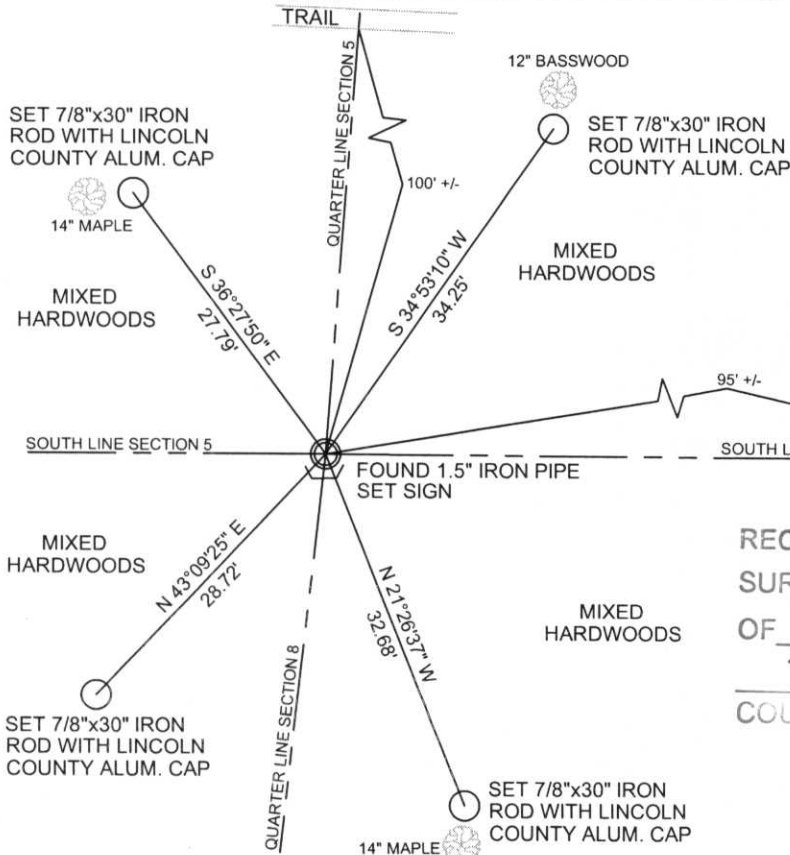 TRAIL
QUARTER LINE SECTION 5
12" BASSWOOD
SET 7/8"x30" IRON
ROD WITH LINCOLN
COUNTY ALUM. CAP
SET 7/8"x30" IRON
ROD WITH LINCOLN
COUNTY ALUM. CAP
14" MAPLE
100' +/-
MIXED
HARDWOODS
MIXED
HARDWOODS
S 36°27'50" E
27.79'
S 34°53'10" W
34.25'
95' +/-
SOUTH LINE SECTION 5
SOUTH L
FOUND 1.5" IRON PIPE
SET SIGN
MIXED
HARDWOODS
N 43°09'25" E
28.72'
N 21°26'37" W
32.68'
MIXED
HARDWOODS
REC
SUR
OF
COU
QUARTER LINE SECTION 8
SET 7/8"x30" IRON
ROD WITH LINCOLN
COUNTY ALUM. CAP
SET 7/8"x30" IRON
ROD WITH LINCOLN
COUNTY ALUM. CAP
14" MAPLE